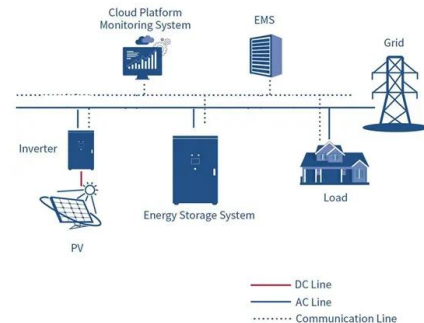 Cloud Platform
Monitoring System
EMS
Grid
Inverter
Energy Storage System
Load
PV
DC Line
AC Line
Communication Line